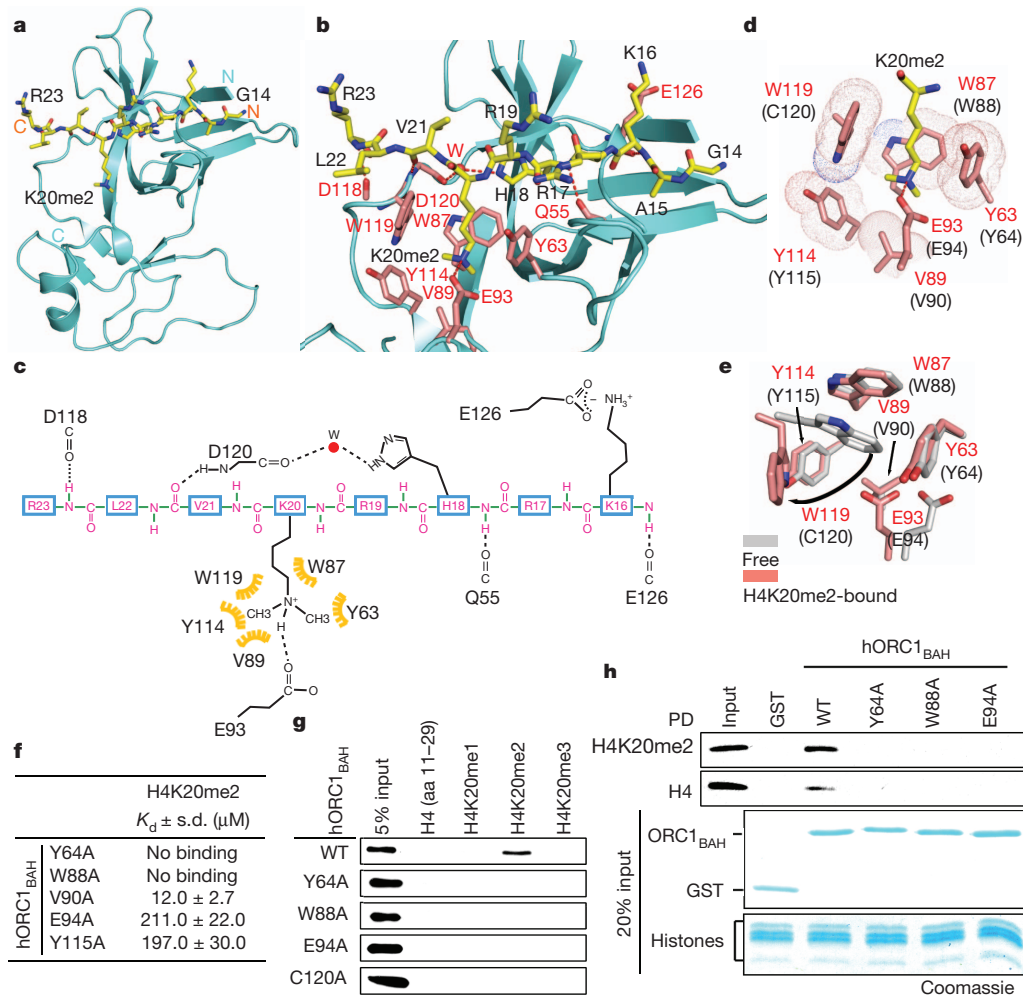 a
R23
G14
N
N
C
K20me2
C
b
K16
R23
R19
E126
V21
W
L22
G14
D118
H18
R17
D120
Q55
A15
W119
W87
Y63
K20me2
Y114
V89
E93
d
K20me2
W119
(C120)
W87
(W88)
Y63
(Y64)
E93
(E94)
Y114
(Y115)
V89
(V90)
c
D118
C
O
H
N
D120
W
E126
NH3+
R23 L22 V21 K20 R19 H18 R17 K16
W119
W87
Y114
Y63
V89
CH3 N+ CH3
H
O
C
O
E93
Q55
E126
e
Y114
(Y115)
W87
(W88)
V89
(V90)
Y63
(Y64)
W119
(C120)
E93
(E94)
Free
H4K20me2-bound
f
H4K20me2
Kd ± s.d. (μM)
hORC1BAH
Y64A No binding
W88A No binding
V90A 12.0 ± 2.7
E94A 211.0 ± 22.0
Y115A 197.0 ± 30.0
g
hORC1BAH
5% input
H4 (aa 11–29)
H4K20me1
H4K20me2
H4K20me3
WT
Y64A
W88A
E94A
C120A
h
hORC1BAH
PD
Input
GST
WT
Y64A
W88A
E94A
H4K20me2
H4
20% input
ORC1BAH
GST
Histones
Coomassie